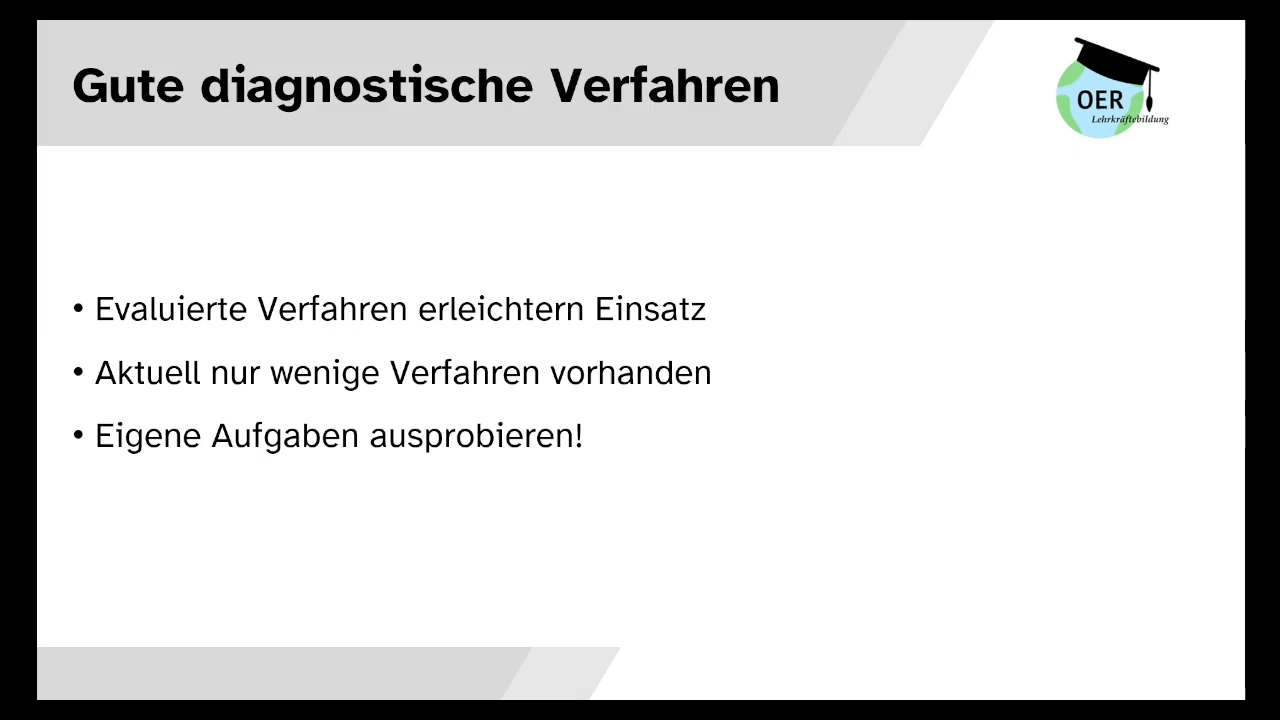 Gute diagnostische Verfahren
OER
Lehrkräftebildung
• Evaluierte Verfahren erleichtern Einsatz
• Aktuell nur wenige Verfahren vorhanden
• Eigene Aufgaben ausprobieren!